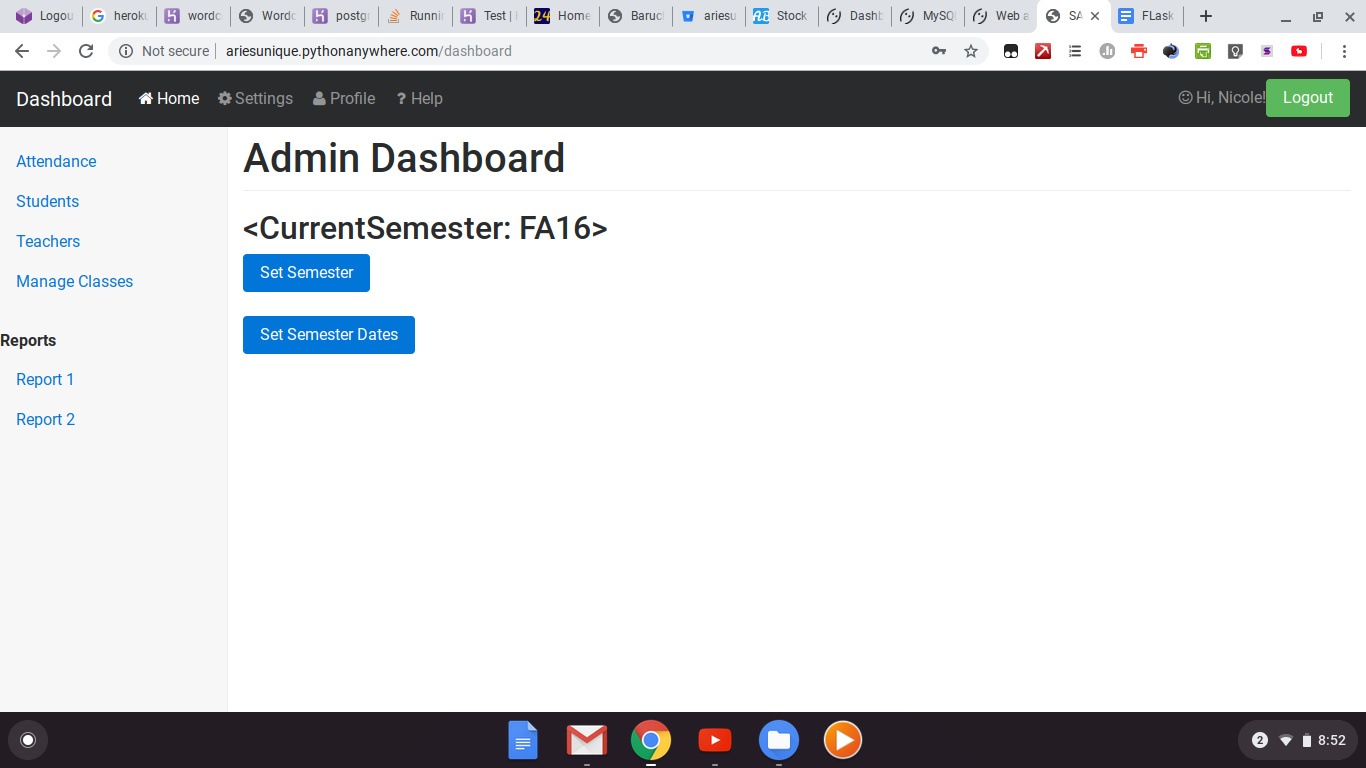 Logou heroku wordc Wordc postgr Runnin Test | Home Baruc ariesu Stock Dashb MySQL Web a SA FLask
Not secure ariesunique.pythonanywhere.com/dashboard
Dashboard Home Settings Profile ? Help Hi, Nicole! Logout
Attendance
Students
Teachers
Manage Classes
Reports
Report 1
Report 2
Admin Dashboard
<CurrentSemester: FA16>
Set Semester
Set Semester Dates
2 8:52